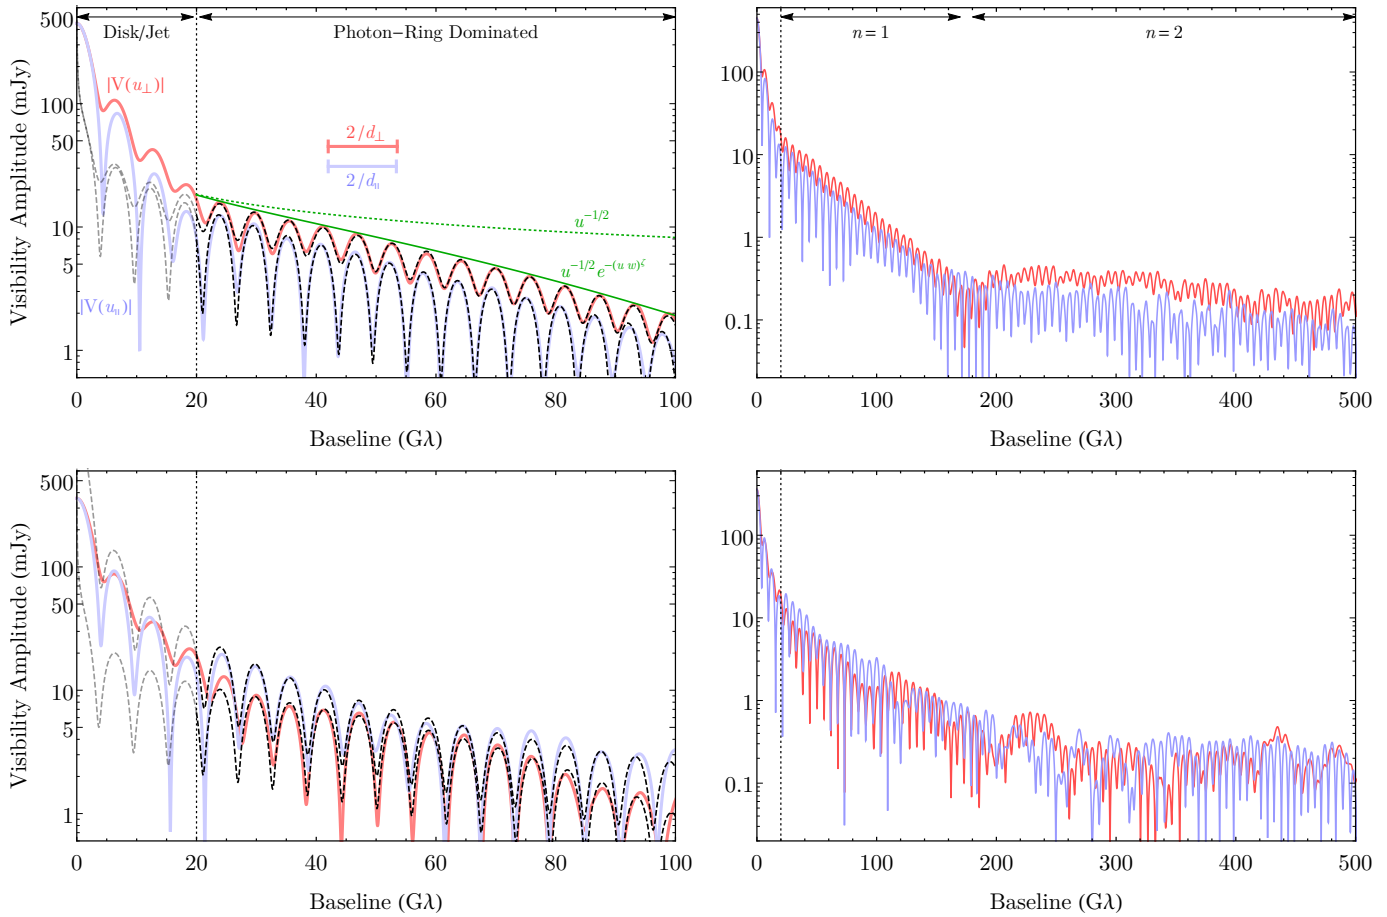 Disk/Jet
Photon−Ring Dominated
|V(u⊥)|
2/d⊥
2/d॥
u^{-1/2}
u^{-1/2} e^{-(u w)^ζ}
|V(u॥)|
Visibility Amplitude (mJy)
500
100
50
10
5
1
0 20 40 60 80 100
Baseline (Gλ)
n = 1
n = 2
100
10
1
0.1
0 100 200 300 400 500
Baseline (Gλ)
Visibility Amplitude (mJy)
500
100
50
10
5
1
0 20 40 60 80 100
Baseline (Gλ)
100
10
1
0.1
0 100 200 300 400 500
Baseline (Gλ)